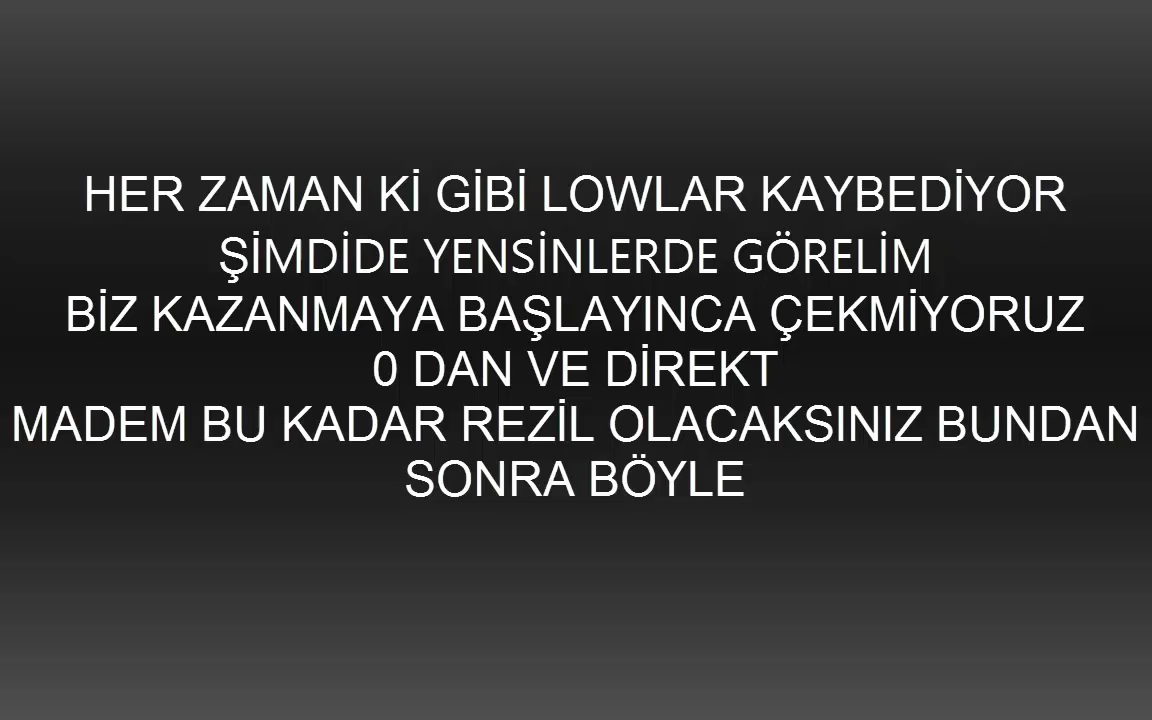 HER ZAMAN Kİ GİBİ LOWLAR KAYBEDİYOR
ŞİMDİDE YENSİNLERDE GÖRELİM
BİZ KAZANMAYA BAŞLAYINCA ÇEKMİYORUZ
0 DAN VE DİREKT
MADEM BU KADAR REZİL OLACAKSINIZ BUNDAN
SONRA BÖYLE